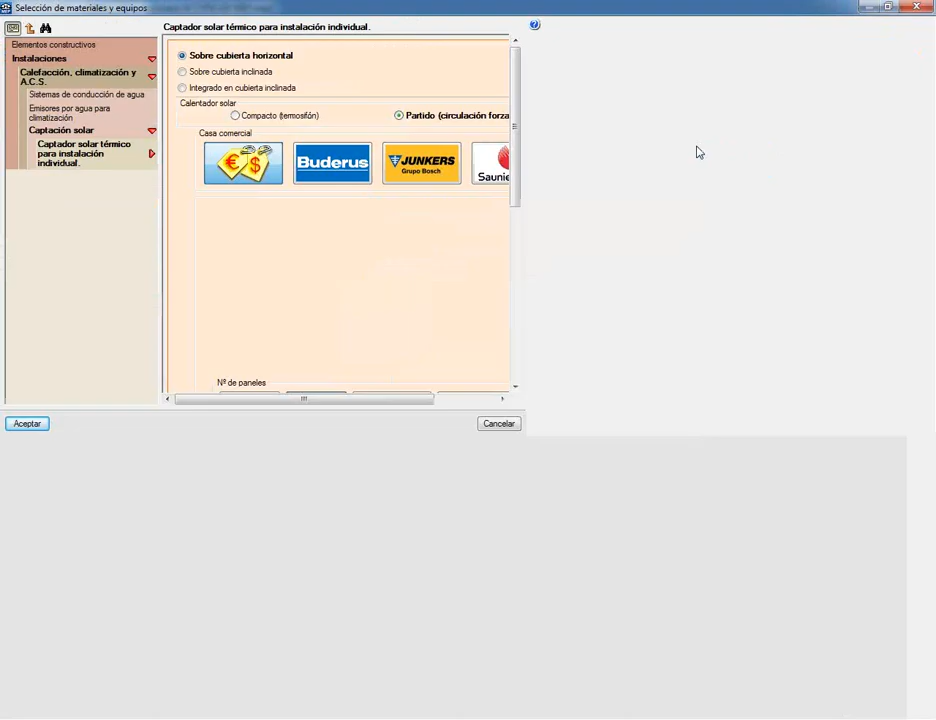 Selección de materiales y equipos
Captador solar térmico para instalación individual.
Elementos constructivos
Instalaciones
Calefacción, climatización y
A.C.S.
Sistemas de conducción de agua
Emisores por agua para
climatización
Captación solar
Captador solar térmico
para instalación
individual.
Sobre cubierta horizontal
Sobre cubierta inclinada
Integrado en cubierta inclinada
Calentador solar
Compacto (termosifón)
Partido (circulación forza
Casa comercial
€ $
Buderus
JUNKERS
Grupo Bosch
Saunie
Nº de paneles
Aceptar
Cancelar